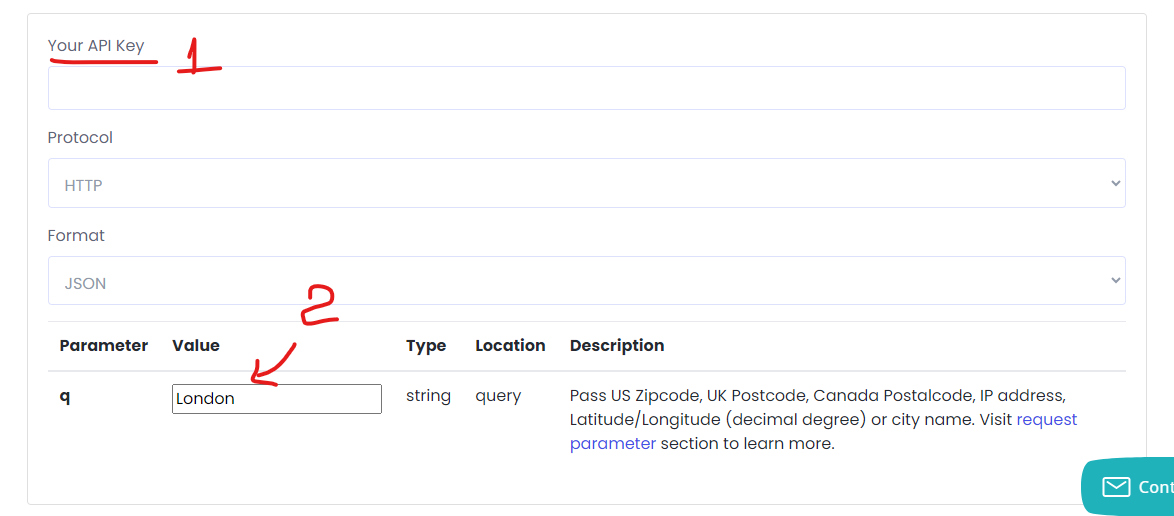 Your API Key
1
Protocol
HTTP
Format
JSON
2
Parameter Value Type Location Description
q London string query Pass US Zipcode, UK Postcode, Canada Postalcode, IP address,
Latitude/Longitude (decimal degree) or city name. Visit request
parameter section to learn more.
Cont